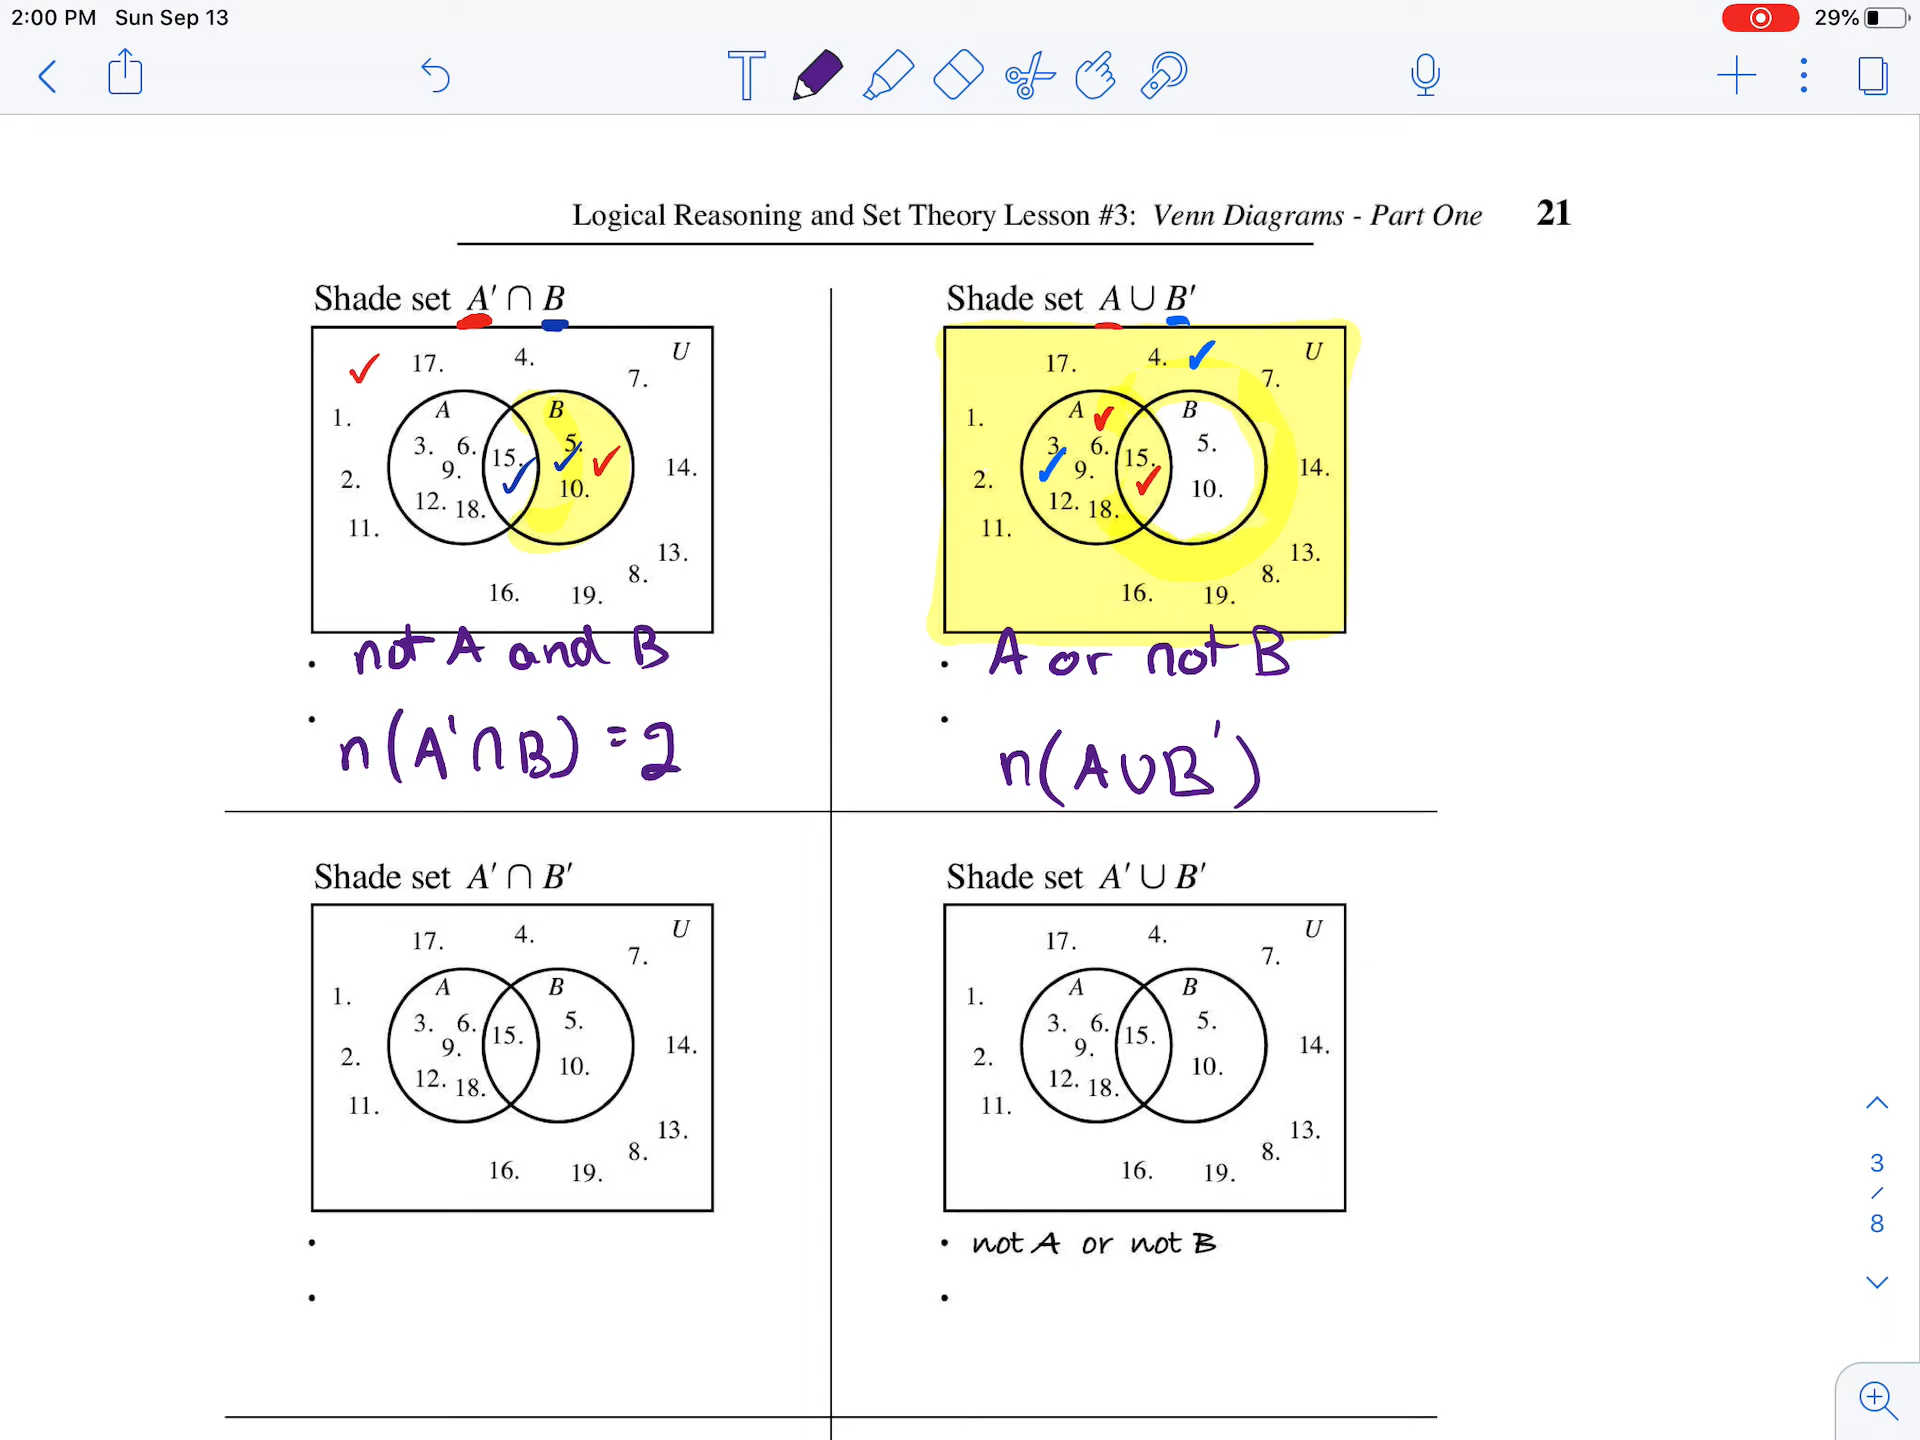 2:00 PM Sun Sep 13
29%
T
Logical Reasoning and Set Theory Lesson #3: Venn Diagrams - Part One 21
Shade set A′ ∩ B
17. 4. U
7.
1. A B
3. 6. 15. 5.
9.
2. 14.
12. 18. 10.
11.
13.
8.
16. 19.
• not A and B
• n(A'∩B) = 2
Shade set A ∪ B′
17. 4. U
7.
1. A B
3. 6. 15. 5.
9.
2. 14.
12. 18. 10.
11.
13.
8.
16. 19.
• A or not B
• n(A∪B')
Shade set A′ ∩ B′
17. 4. U
7.
1. A B
3. 6. 15. 5.
9.
2. 14.
12. 18. 10.
11.
13.
8.
16. 19.
•
•
Shade set A′ ∪ B′
17. 4. U
7.
1. A B
3. 6. 15. 5.
9.
2. 14.
12. 18. 10.
11.
13.
8.
16. 19.
• not A or not B
•
3
/
8